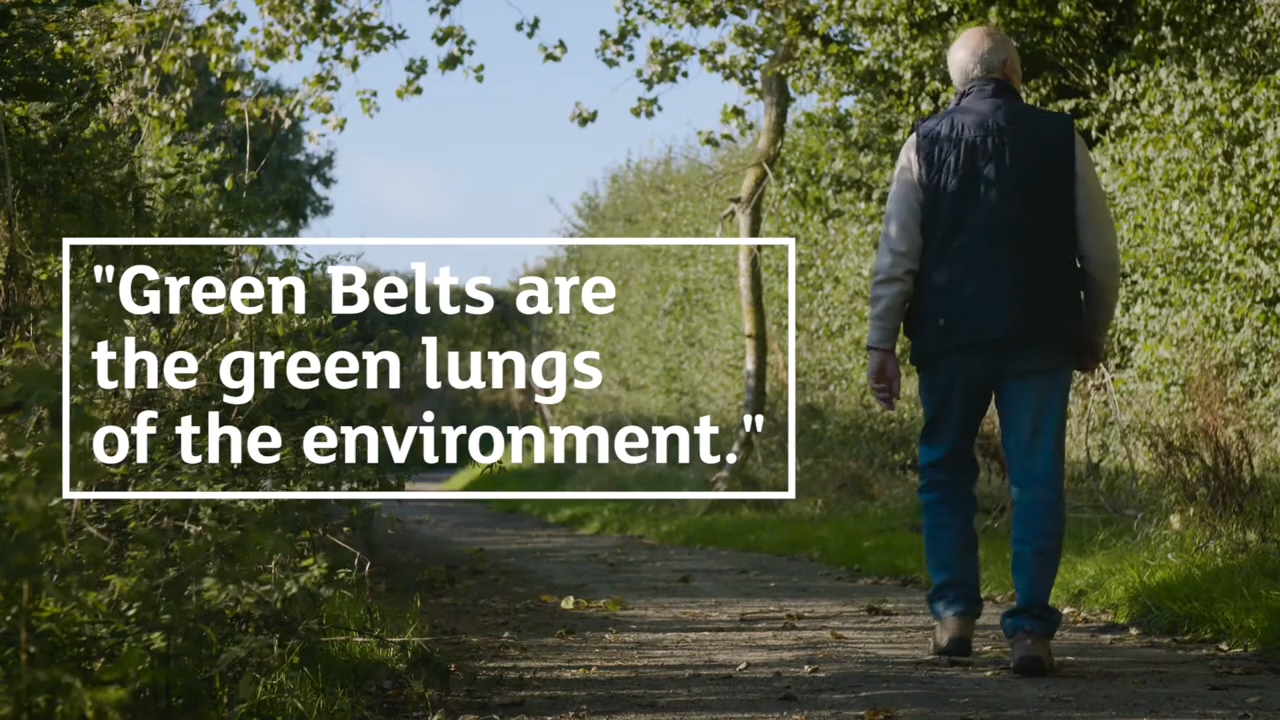 "Green Belts are
the green lungs
of the environment."